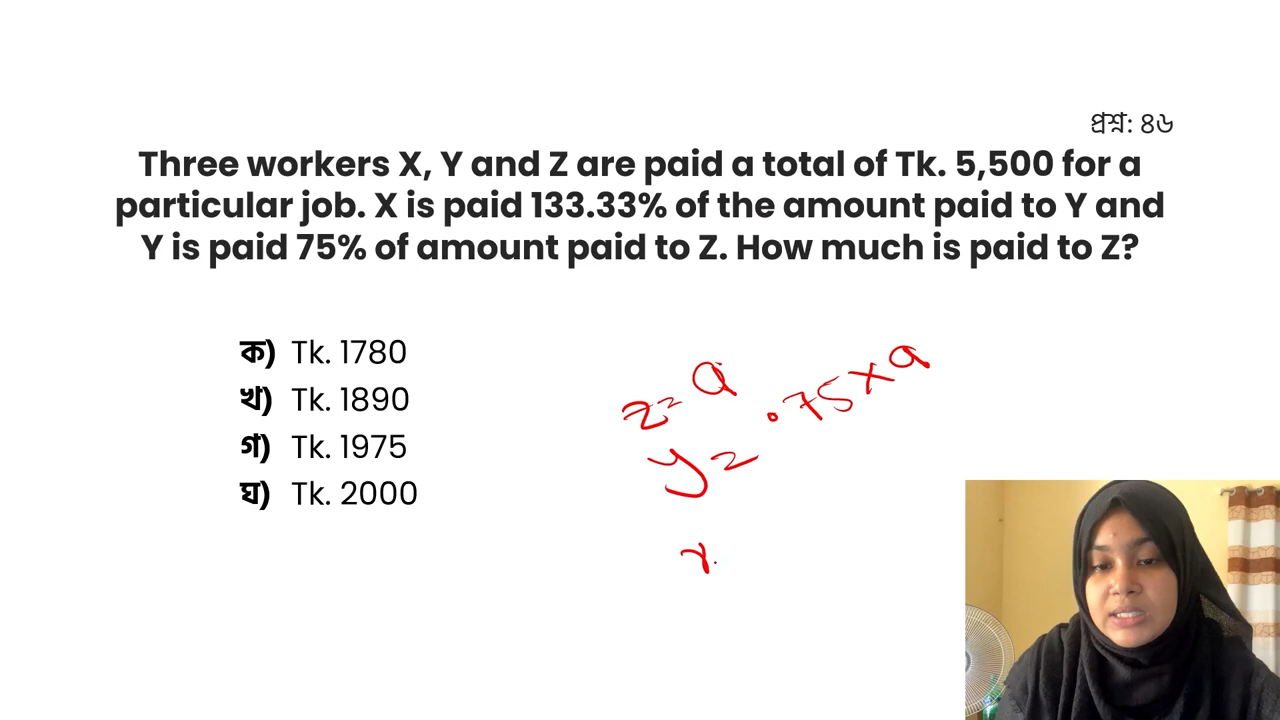 প্রশ্ন: ৪৬
Three workers X, Y and Z are paid a total of Tk. 5,500 for a
particular job. X is paid 133.33% of the amount paid to Y and
Y is paid 75% of amount paid to Z. How much is paid to Z?
ক) Tk. 1780
খ) Tk. 1890
গ) Tk. 1975
ঘ) Tk. 2000
z = a
y = .75 x a
x